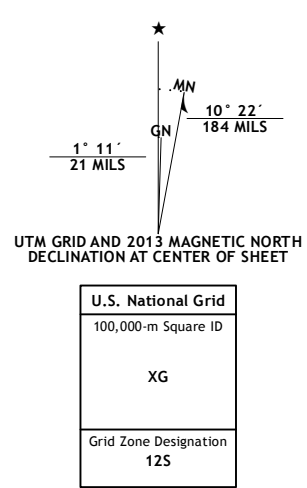 ★
MN
GN
10° 22´
184 MILS
1° 11´
21 MILS
UTM GRID AND 2013 MAGNETIC NORTH
DECLINATION AT CENTER OF SHEET
U.S. National Grid
100,000-m Square ID
XG
Grid Zone Designation
12S